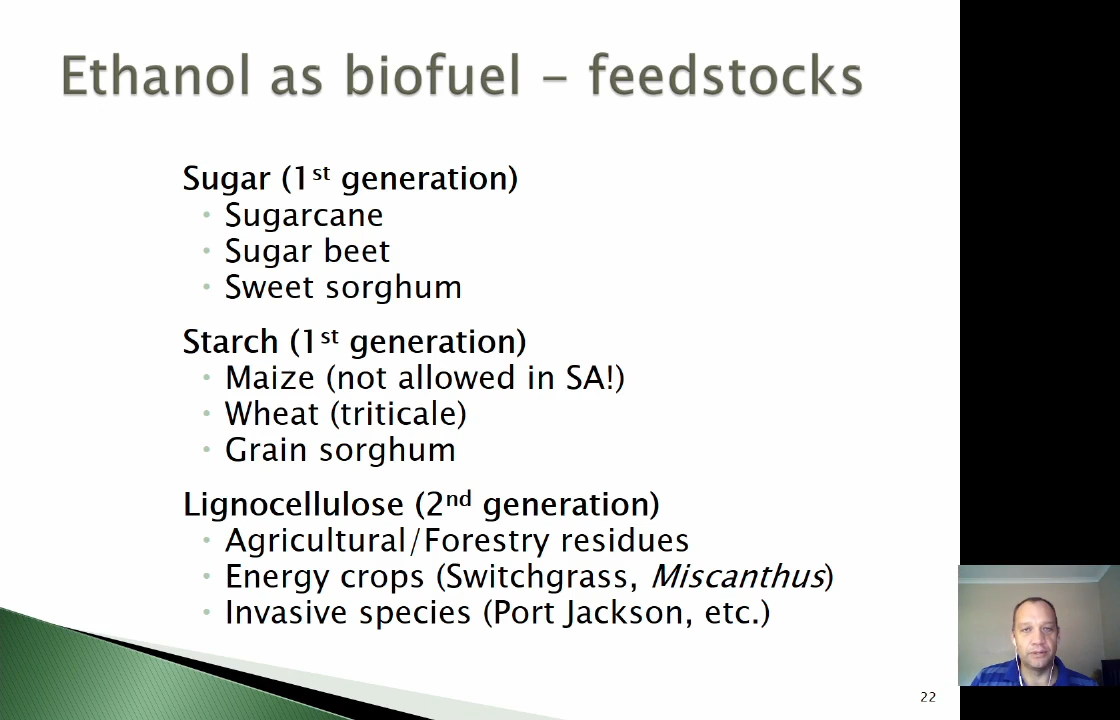 Ethanol as biofuel - feedstocks
Sugar (1st generation)
• Sugarcane
• Sugar beet
• Sweet sorghum
Starch (1st generation)
• Maize (not allowed in SA!)
• Wheat (triticale)
• Grain sorghum
Lignocellulose (2nd generation)
• Agricultural/Forestry residues
• Energy crops (Switchgrass, Miscanthus)
• Invasive species (Port Jackson, etc.)
22